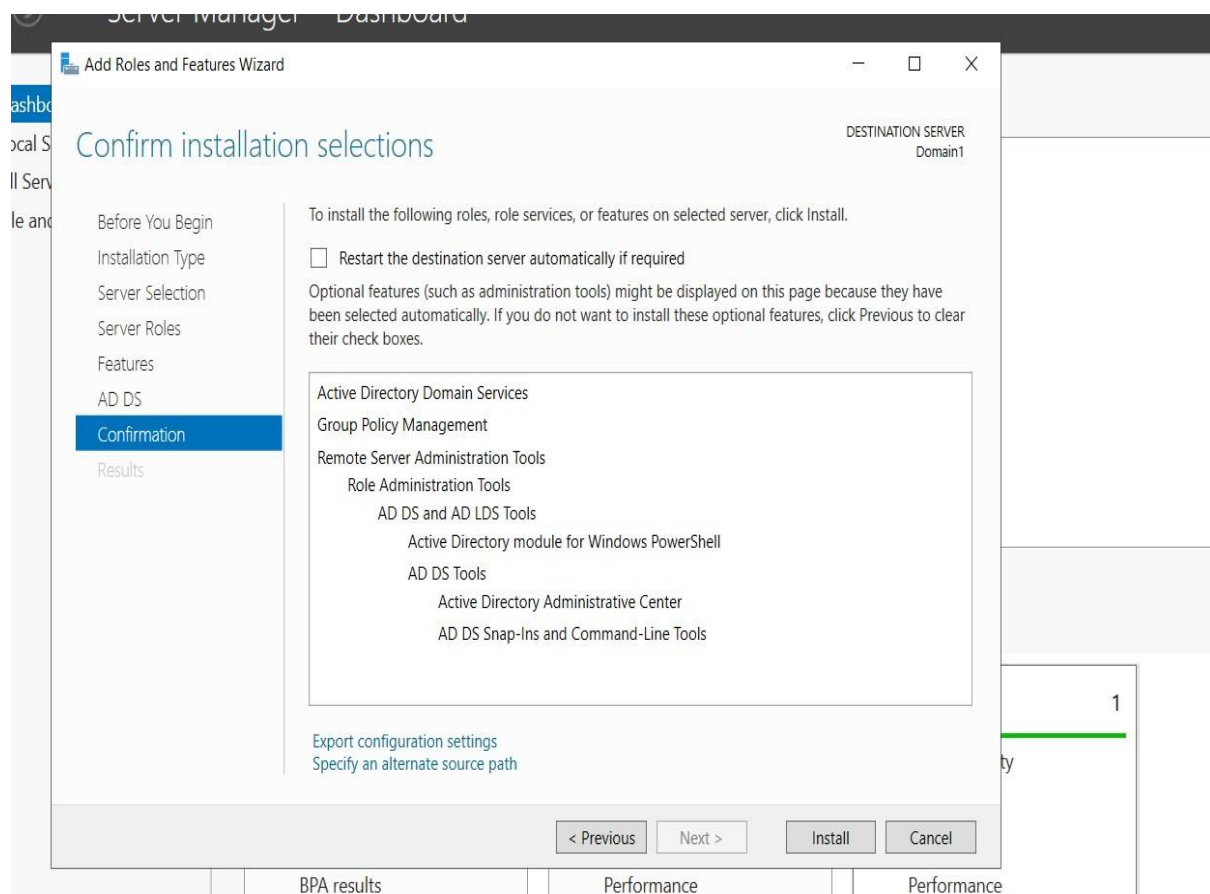 Server Manager Dashboard
Add Roles and Features Wizard
Confirm installation selections
DESTINATION SERVER
Domain1
Before You Begin
Installation Type
Server Selection
Server Roles
Features
AD DS
Confirmation
Results
To install the following roles, role services, or features on selected server, click Install.
Restart the destination server automatically if required
Optional features (such as administration tools) might be displayed on this page because they have
been selected automatically. If you do not want to install these optional features, click Previous to clear
their check boxes.
Active Directory Domain Services
Group Policy Management
Remote Server Administration Tools
Role Administration Tools
AD DS and AD LDS Tools
Active Directory module for Windows PowerShell
AD DS Tools
Active Directory Administrative Center
AD DS Snap-Ins and Command-Line Tools
Export configuration settings
Specify an alternate source path
< Previous
Next >
Install
Cancel
ashbo
ocal S
ll Serv
le and
1
ty
BPA results
Performance
Performance